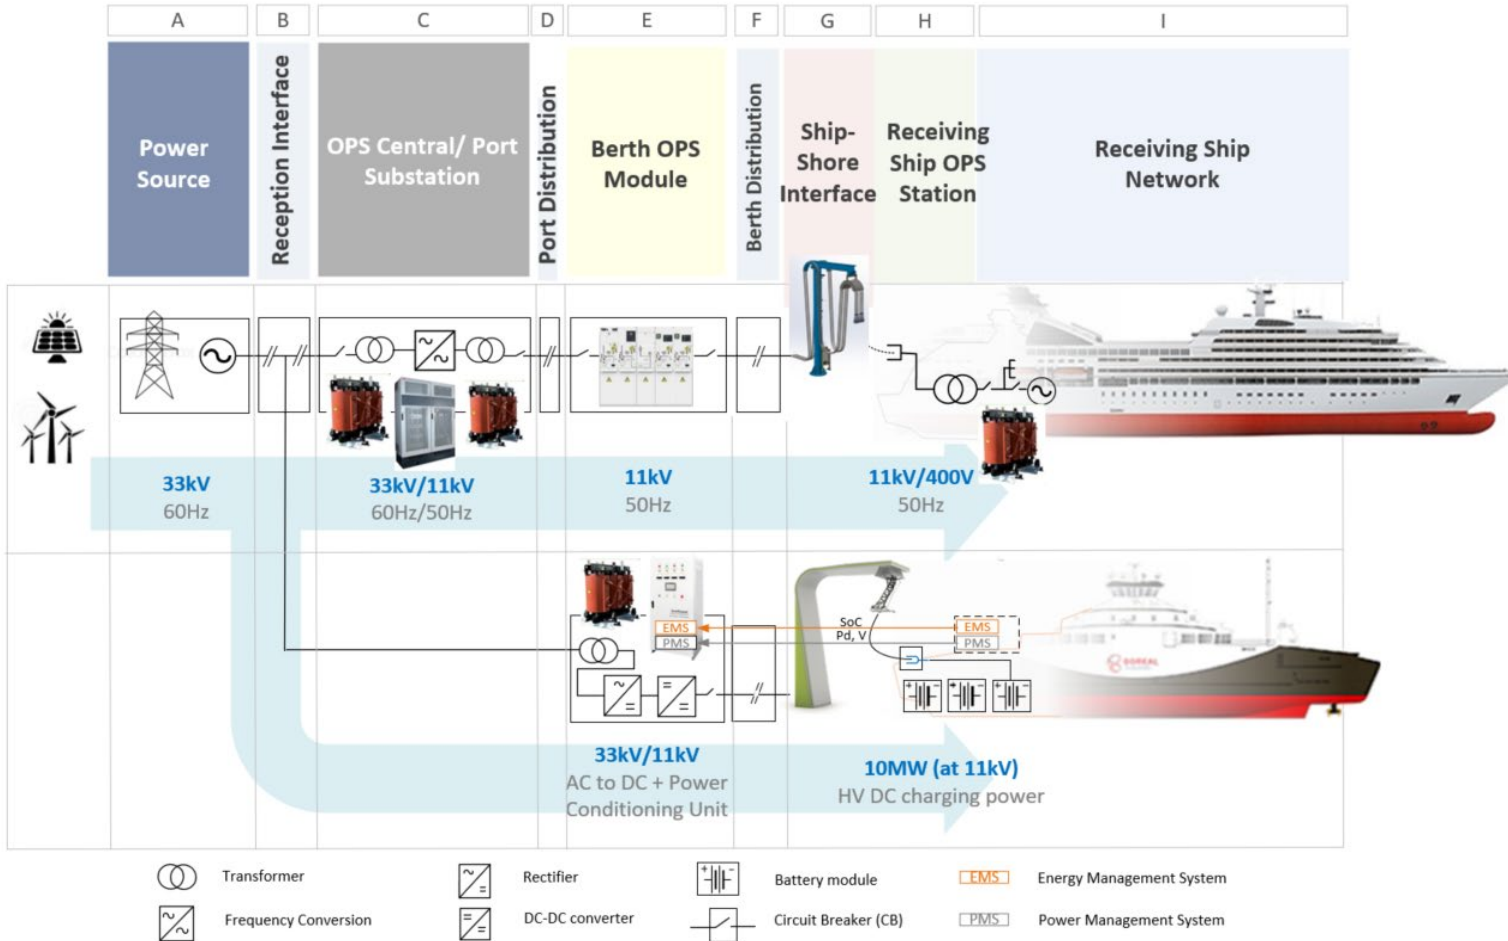 A B C D E F G H I
Power
Source
Reception Interface
OPS Central/ Port
Substation
Port Distribution
Berth OPS
Module
Berth Distribution
Ship-
Shore
Interface
Receiving
Ship OPS
Station
Receiving Ship
Network
33kV
60Hz
33kV/11kV
60Hz/50Hz
11kV
50Hz
11kV/400V
50Hz
EMS
PMS
SoC
Pd, V
EMS
PMS
BOREAL
33kV/11kV
AC to DC + Power
Conditioning Unit
10MW (at 11kV)
HV DC charging power
Transformer
Rectifier
Battery module
EMS Energy Management System
Frequency Conversion
DC-DC converter
Circuit Breaker (CB)
PMS Power Management System